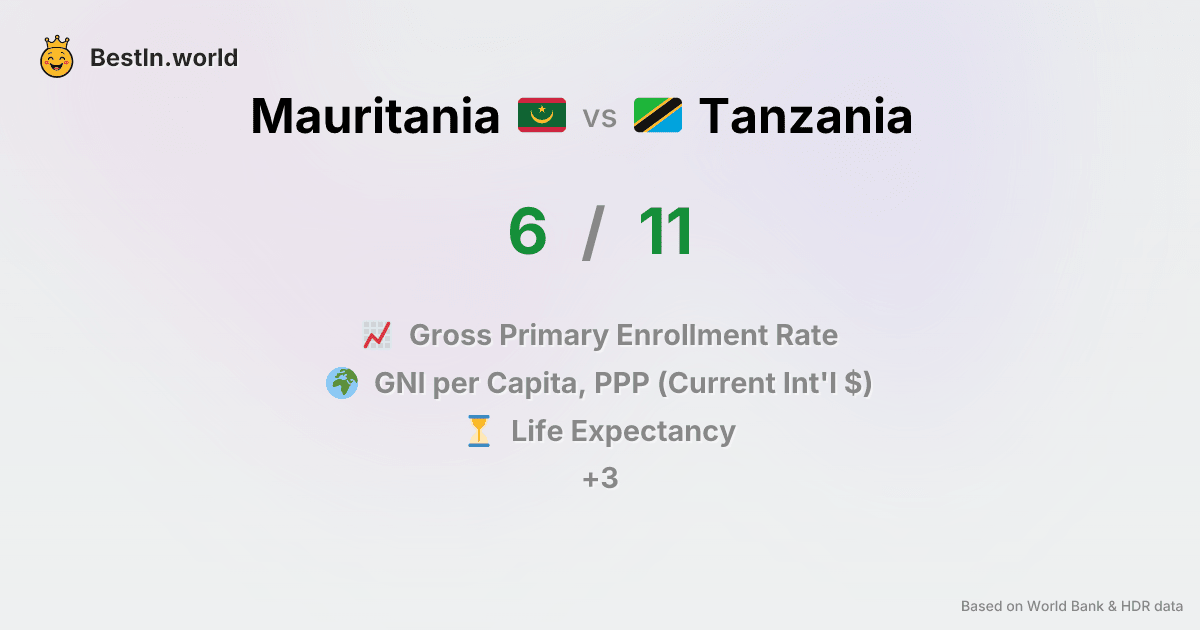 BestIn.world
Mauritania vs Tanzania
6 / 11
Gross Primary Enrollment Rate
GNI per Capita, PPP (Current Int'l $)
Life Expectancy
+3
Based on World Bank & HDR data